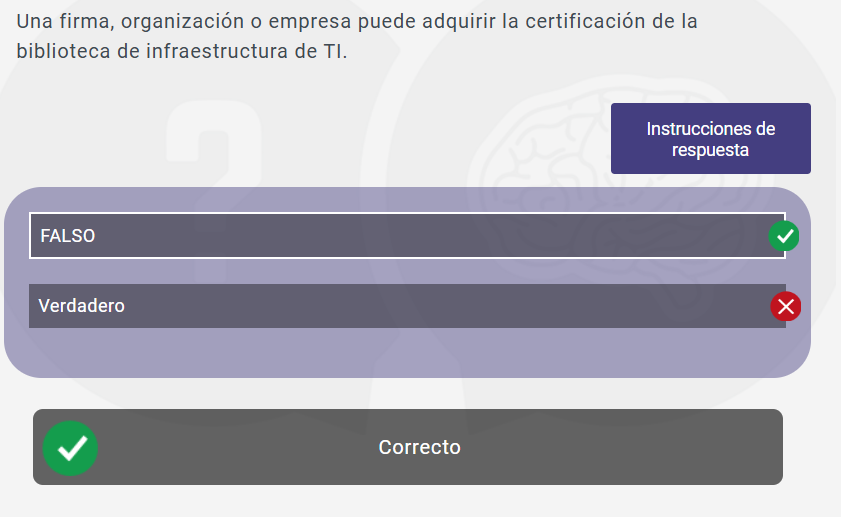 Una firma, organización o empresa puede adquirir la certificación de la
biblioteca de infraestructura de TI.
Instrucciones de
respuesta
FALSO
Verdadero
Correcto